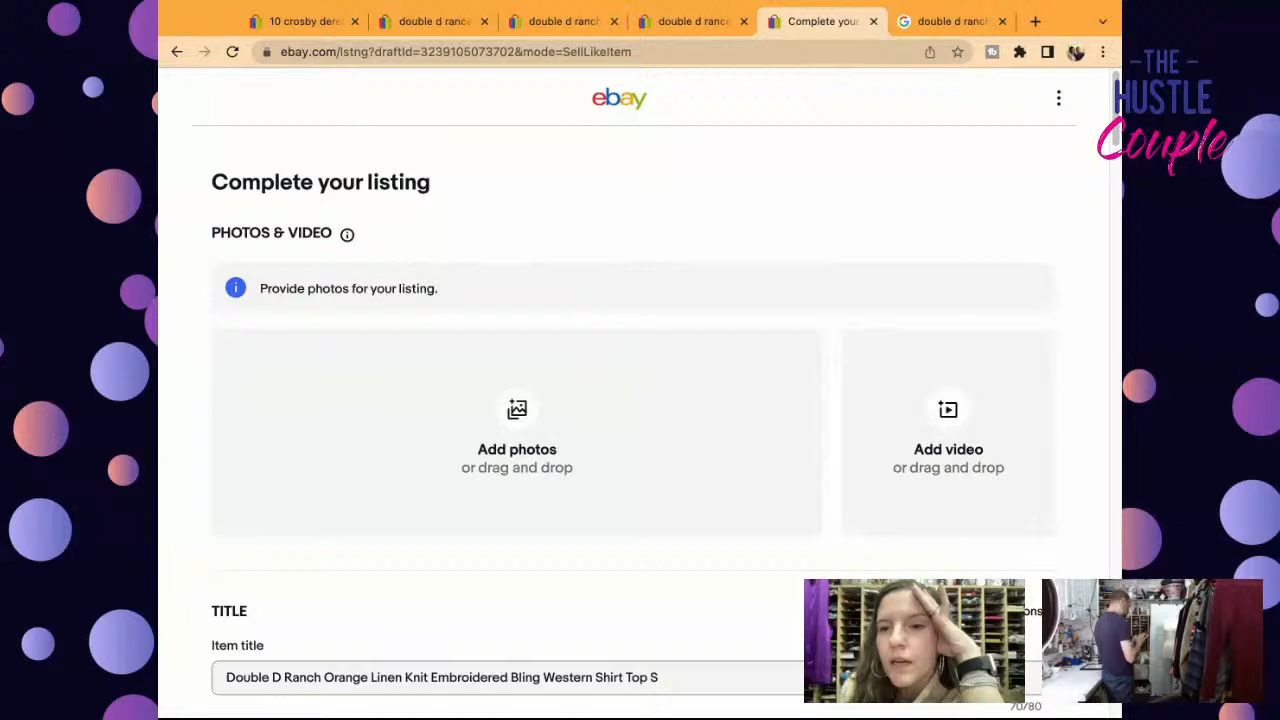 10 crosby dere
double d ranc
double d ranch
double d ranc
Complete your
double d ranc
ebay.com/lstng?draftId=3239105073702&mode=SellLikeItem
-THE-
HUSTLE
Couple
ebay
Complete your listing
PHOTOS & VIDEO
Provide photos for your listing.
Add photos
or drag and drop
Add video
or drag and drop
TITLE
ons
Item title
Double D Ranch Orange Linen Knit Embroidered Bling Western Shirt Top S
70/80